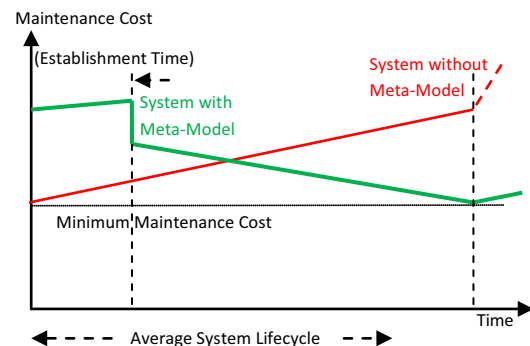 Maintenance Cost
(Establishment Time)
System without
Meta-Model
System with
Meta-Model
Minimum Maintenance Cost
Time
Average System Lifecycle